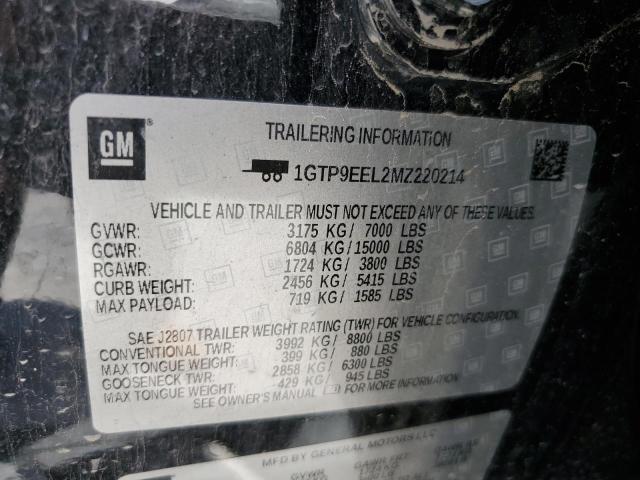 GM
TRAILERING INFORMATION
1GTP9EEL2MZ220214
VEHICLE AND TRAILER MUST NOT EXCEED ANY OF THESE VALUES.
GVWR: 3175 KG/ 7000 LBS
GCWR: 6804 KG/15000 LBS
RGAWR: 1724 KG/ 3800 LBS
CURB WEIGHT: 2456 KG/ 5415 LBS
MAX PAYLOAD: 719 KG/ 1585 LBS
SAE J2807 TRAILER WEIGHT RATING (TWR) FOR VEHICLE CONFIGURATION.
CONVENTIONAL TWR: 3992 KG/ 8800 LBS
MAX TONGUE WEIGHT: 399 KG/ 880 LBS
GOOSENECK TWR: 2858 KG/ 6300 LBS
MAX TONGUE WEIGHT: 429 KG/ 945 LBS
SEE OWNER'S MANUAL FOR MORE INFORMATION
MFD BY GENERAL MOTORS LLC
GVWR GAWR FRT